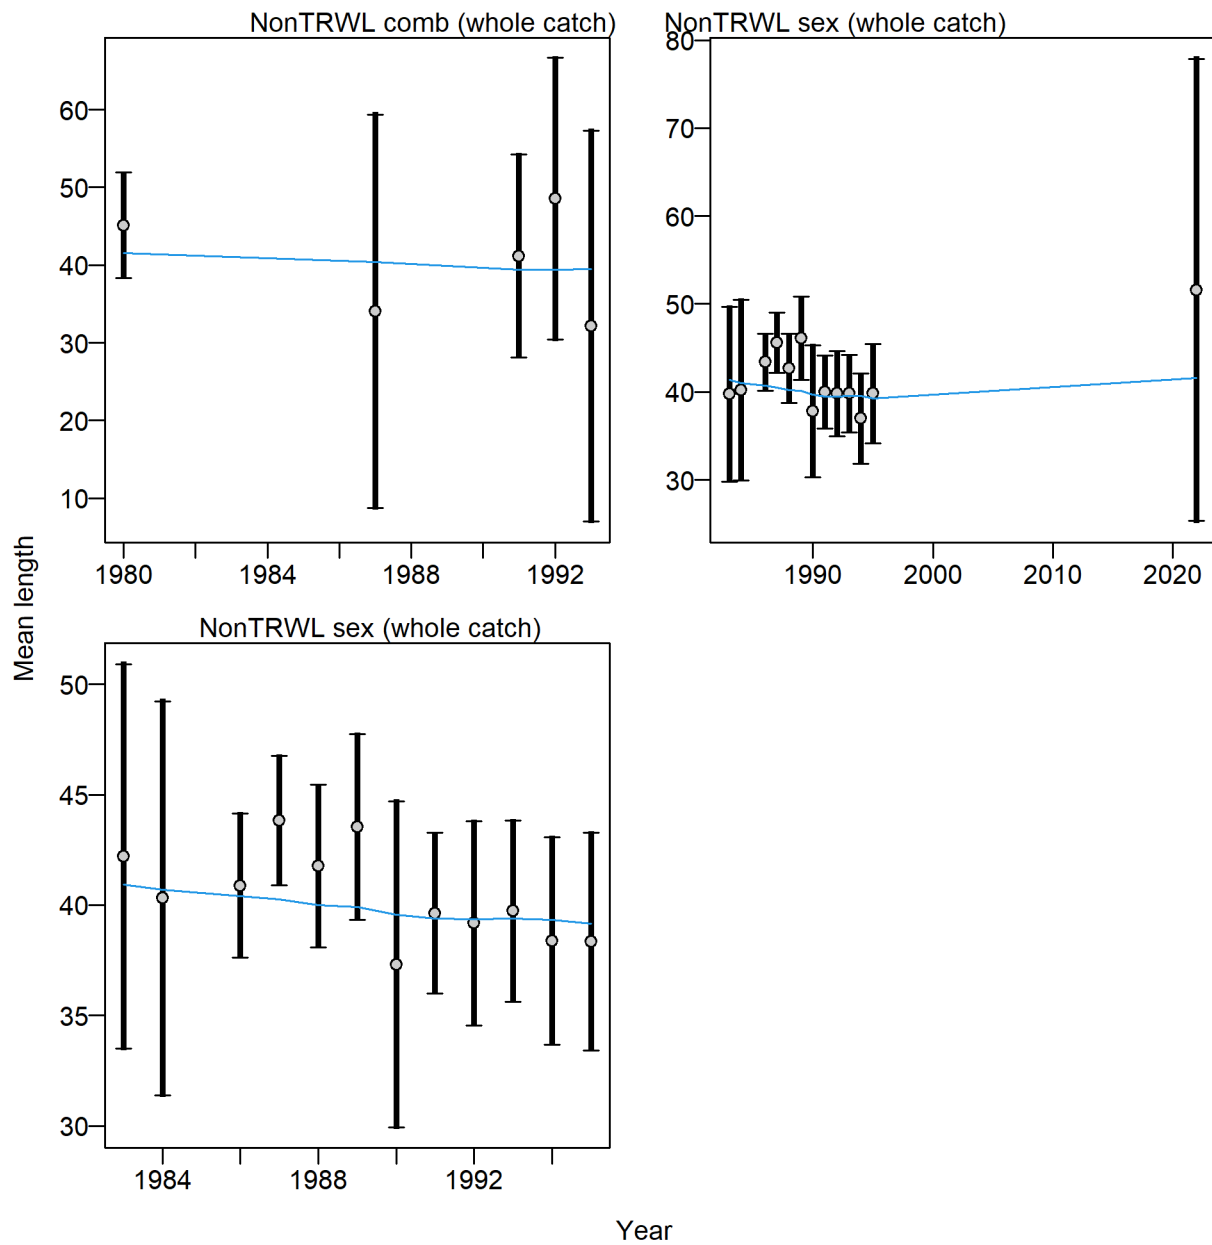 NonTRWL comb (whole catch)
60
50
40
30
20
10
1980 1984 1988 1992
NonTRWL sex (whole catch)
80
70
60
50
40
30
1990 2000 2010 2020
NonTRWL sex (whole catch)
50
45
40
35
30
1984 1988 1992
Mean length
Year